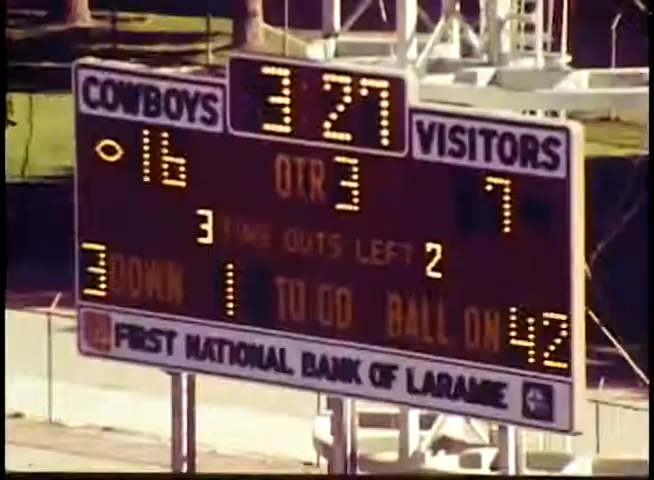 COWBOYS 3:27 VISITORS
16 QTR 3 7
3 TIME OUTS LEFT 2
3 DOWN 1 TO GO BALL ON 42
FIRST NATIONAL BANK OF LARAMIE